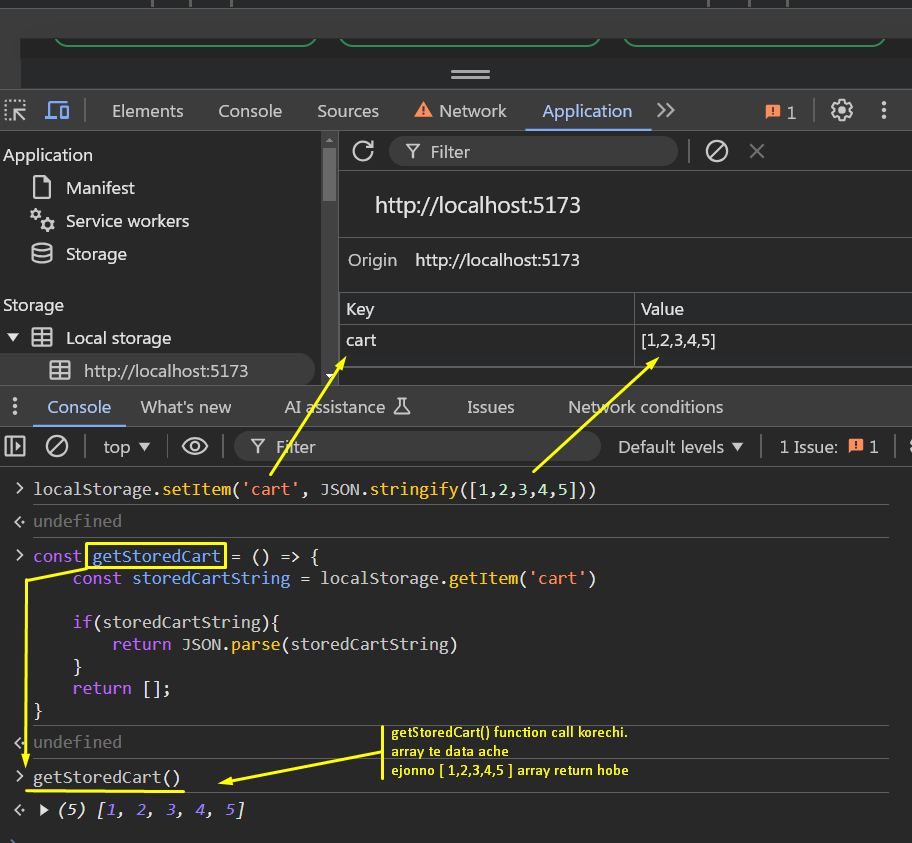 Elements Console Sources Network Application 1
Application
Manifest
Service workers
Storage
Storage
Local storage
http://localhost:5173
Filter
http://localhost:5173
Origin http://localhost:5173
Key Value
cart [1,2,3,4,5]
Console What's new AI assistance Issues Network conditions
top Filter Default levels 1 Issue: 1
> localStorage.setItem('cart', JSON.stringify([1,2,3,4,5]))
undefined
> const getStoredCart = () => {
const storedCartString = localStorage.getItem('cart')
if(storedCartString){
return JSON.parse(storedCartString)
}
return [];
}
undefined
getStoredCart() function call korechi.
array te data ache
ejonno [ 1,2,3,4,5 ] array return hobe
> getStoredCart()
(5) [1, 2, 3, 4, 5]